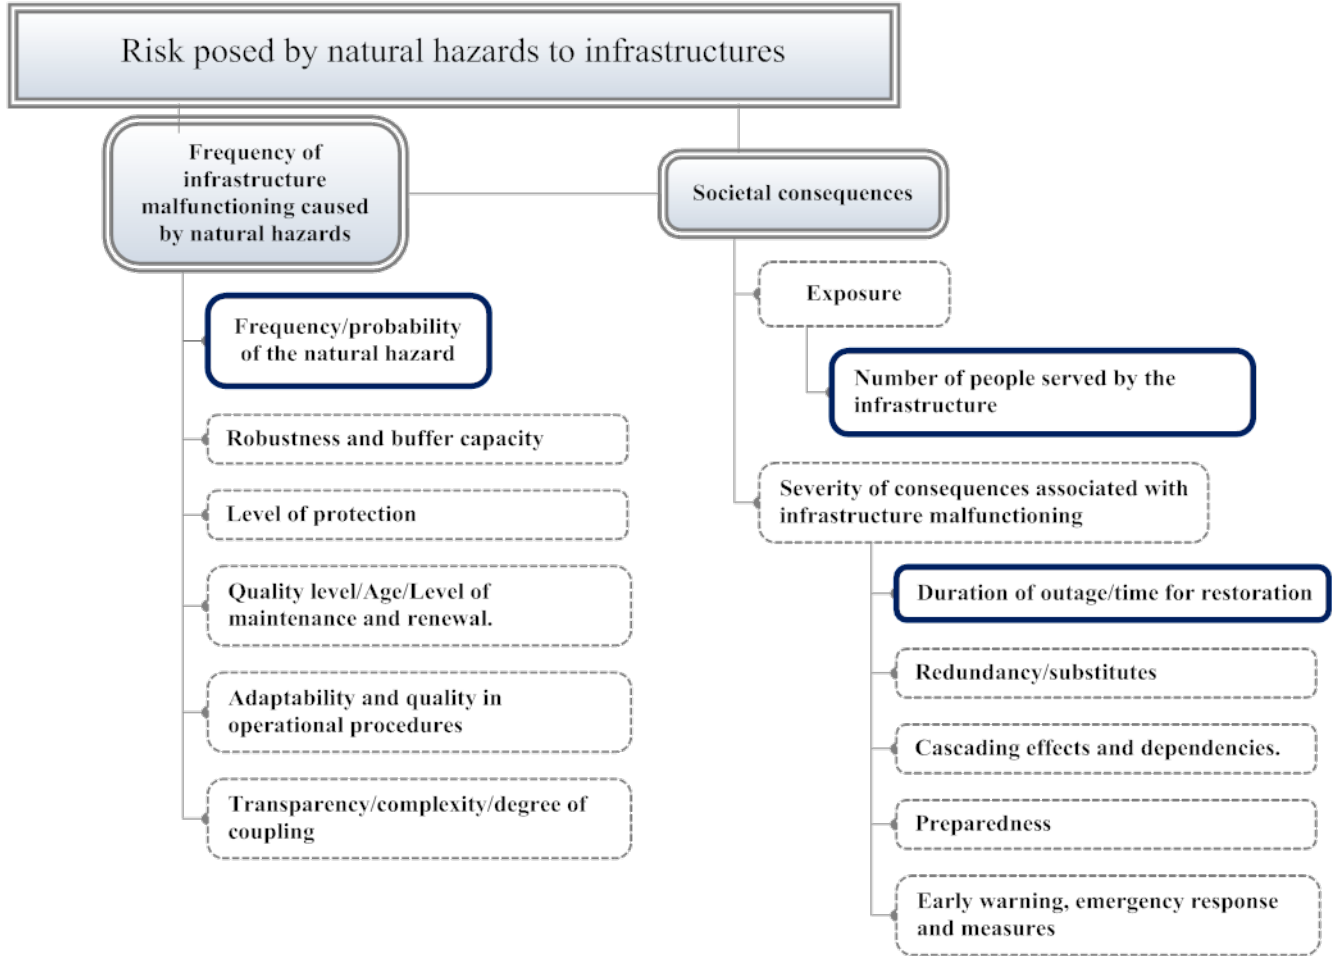 Risk posed by natural hazards to infrastructures
Frequency of
infrastructure
malfunctioning caused
by natural hazards
Societal consequences
Frequency/probability
of the natural hazard
Robustness and buffer capacity
Level of protection
Quality level/Age/Level of
maintenance and renewal.
Adaptability and quality in
operational procedures
Transparency/complexity/degree of
coupling
Exposure
Number of people served by the
infrastructure
Severity of consequences associated with
infrastructure malfunctioning
Duration of outage/time for restoration
Redundancy/substitutes
Cascading effects and dependencies.
Preparedness
Early warning, emergency response
and measures